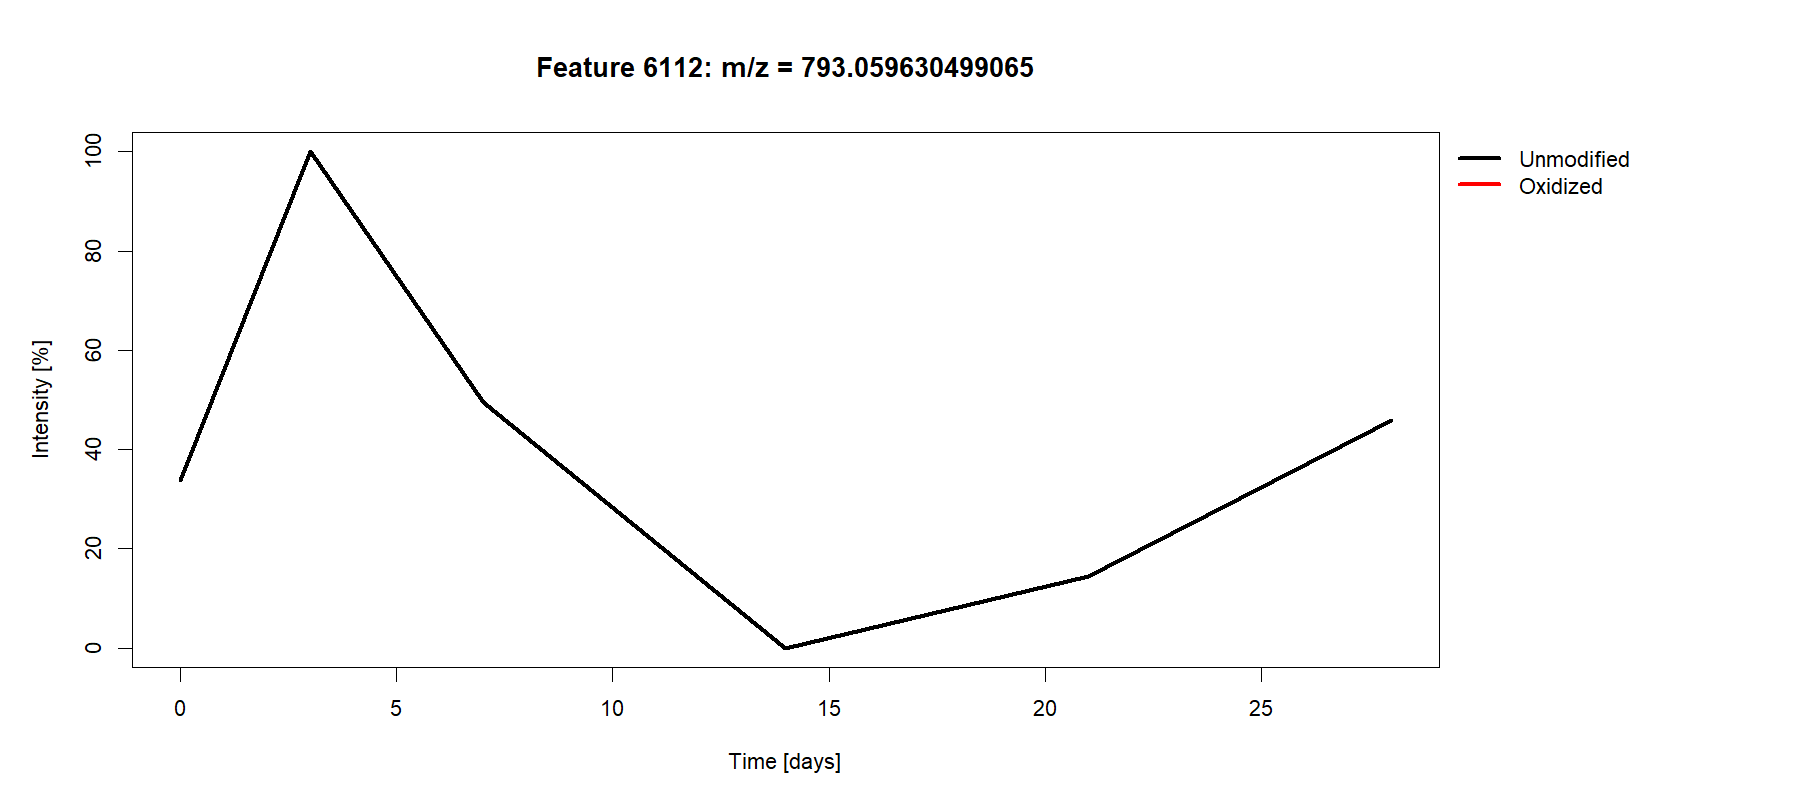 Feature 6112: m/z = 793.059630499065
Unmodified
Oxidized
Intensity [%]
100
80
60
40
20
0
0 5 10 15 20 25
Time [days]